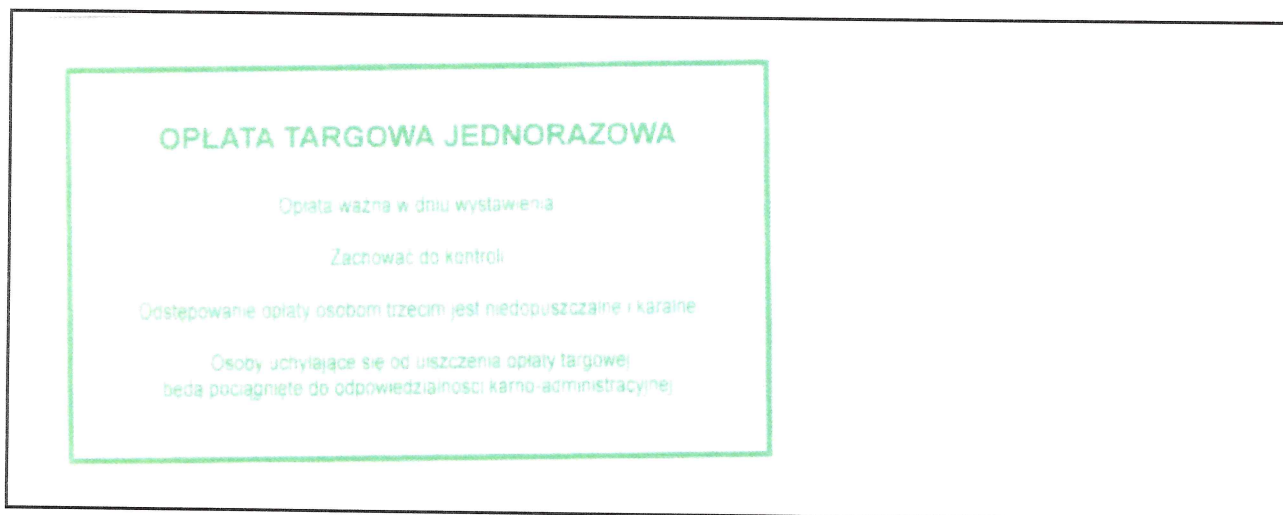 OPŁATA TARGOWA JEDNORAZOWA
Opłata ważna w dniu wystawienia
Zachować do kontroli
Odstępowanie opłaty osobom trzecim jest niedopuszczalne i karalne
Osoby uchylające się od uiszczenia opłaty targowej
będą pociągnięte do odpowiedzialności karno-administracyjnej